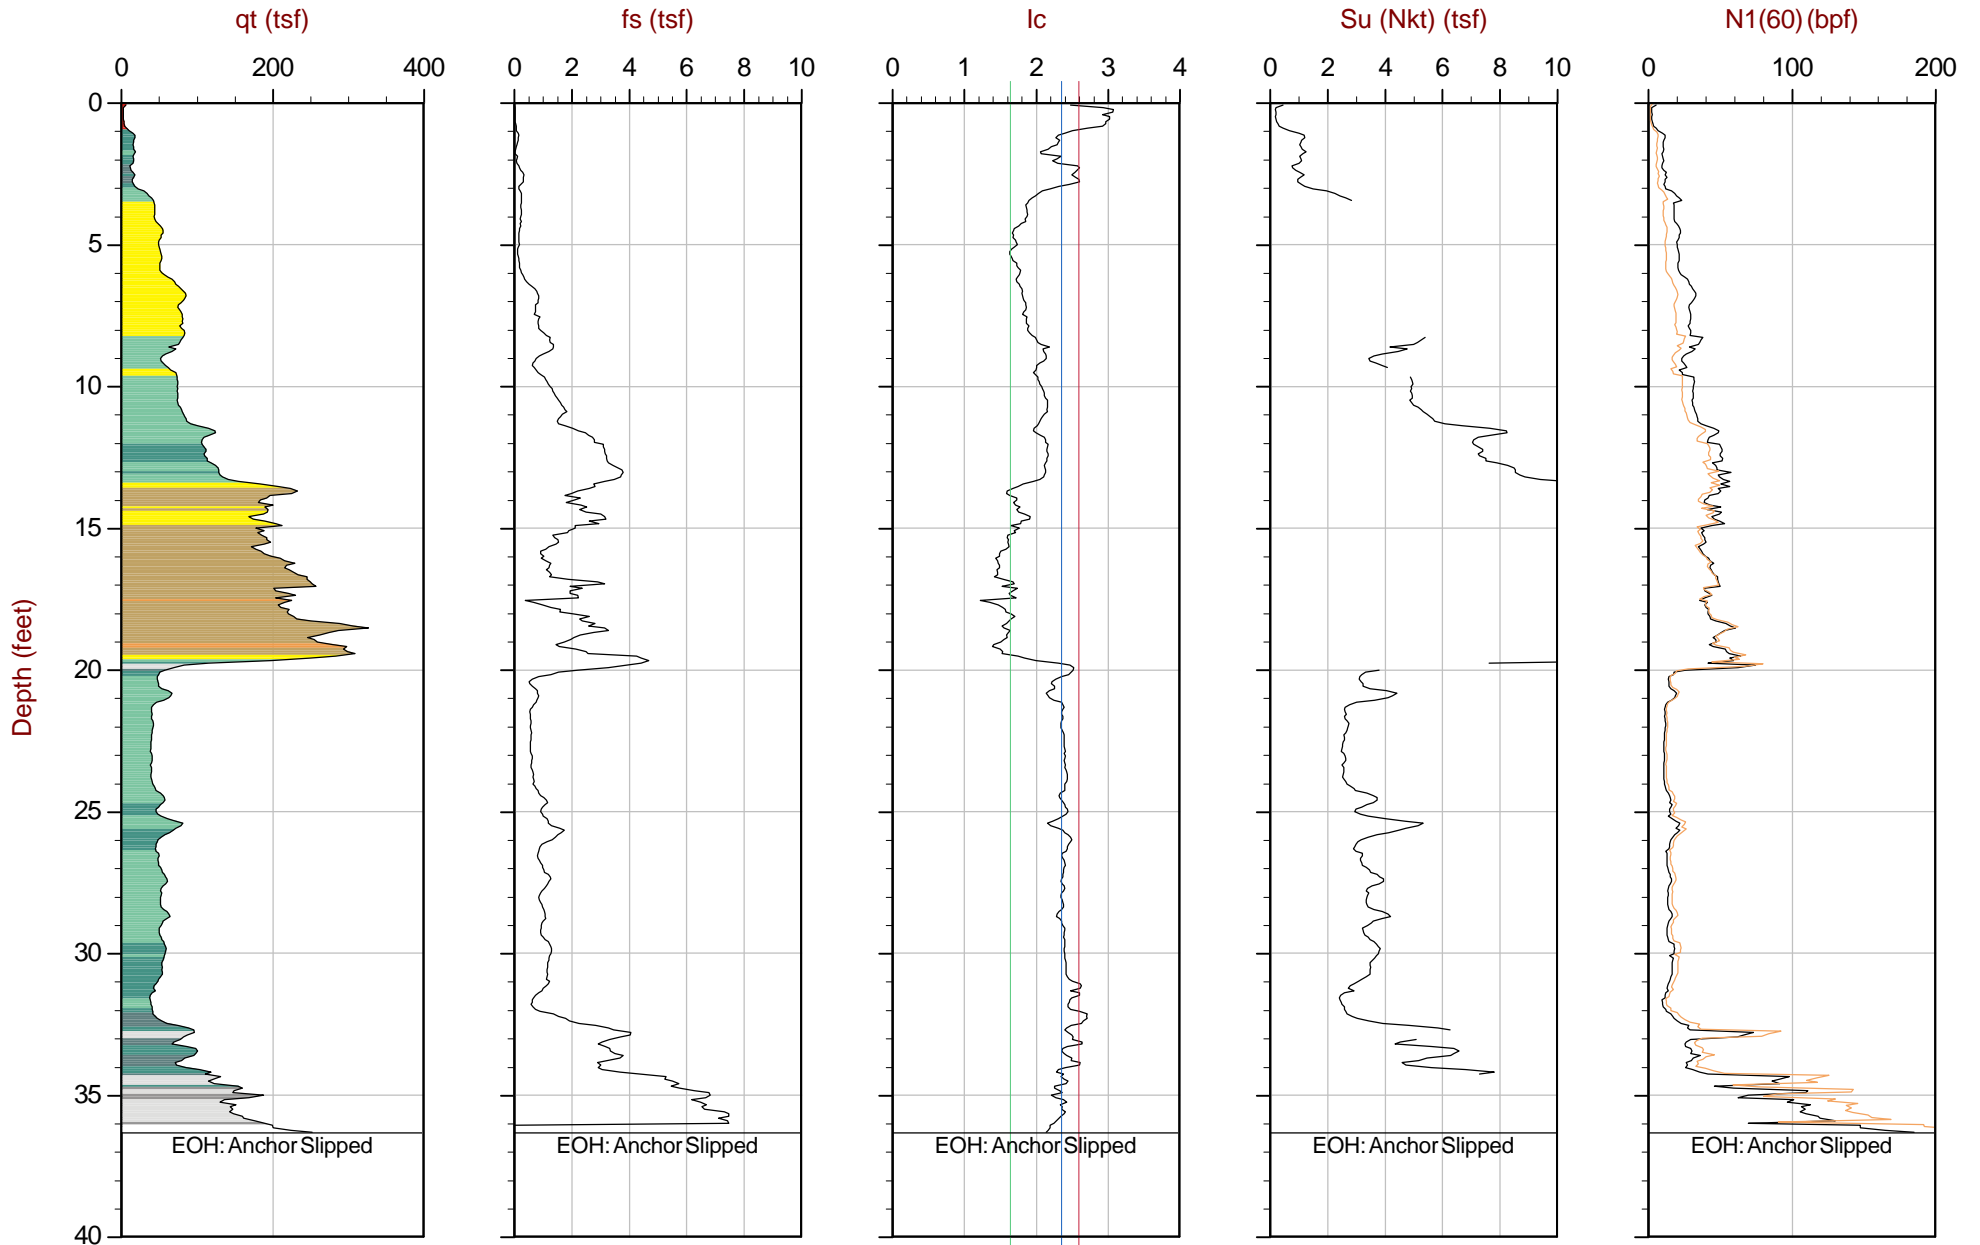 qt (tsf) fs (tsf) Ic Su (Nkt) (tsf) N1(60) (bpf)
0 200 400 0 2 4 6 8 10 0 1 2 3 4 0 2 4 6 8 10 0 100 200
0
5
10
15
20
25
30
35
40
Depth (feet)
EOH: Anchor Slipped EOH: Anchor Slipped EOH: Anchor Slipped EOH: Anchor Slipped EOH: Anchor Slipped